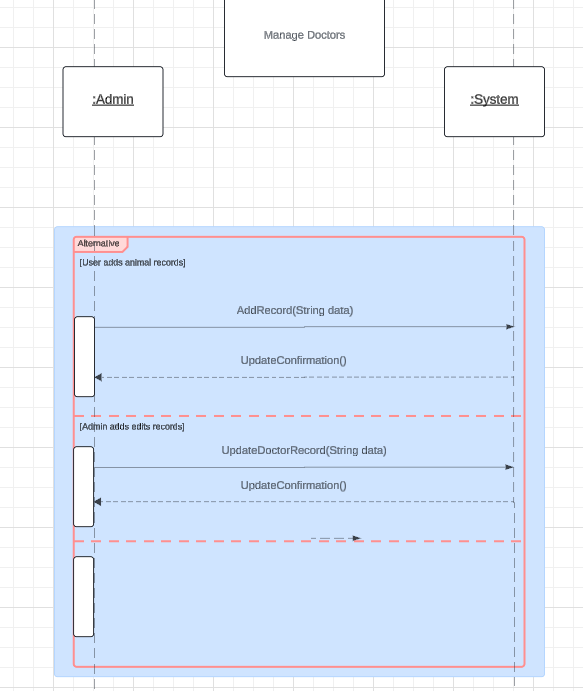 Manage Doctors
:Admin
:System
Alternative
[User adds animal records]
AddRecord(String data)
UpdateConfirmation()
[Admin adds edits records]
UpdateDoctorRecord(String data)
UpdateConfirmation()